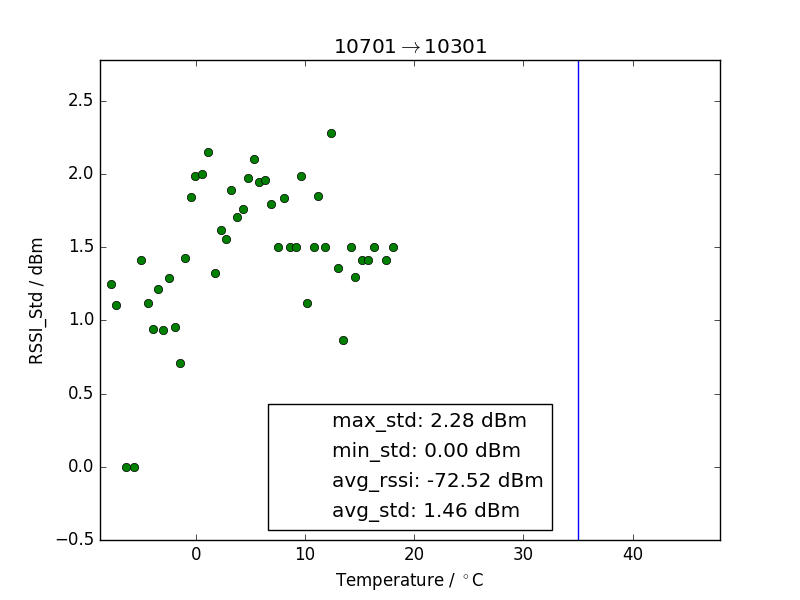 10701→10301
RSSI_Std / dBm
2.5
2.0
1.5
1.0
0.5
0.0
−0.5
max_std: 2.28 dBm
min_std: 0.00 dBm
avg_rssi: -72.52 dBm
avg_std: 1.46 dBm
0 10 20 30 40
Temperature / °C